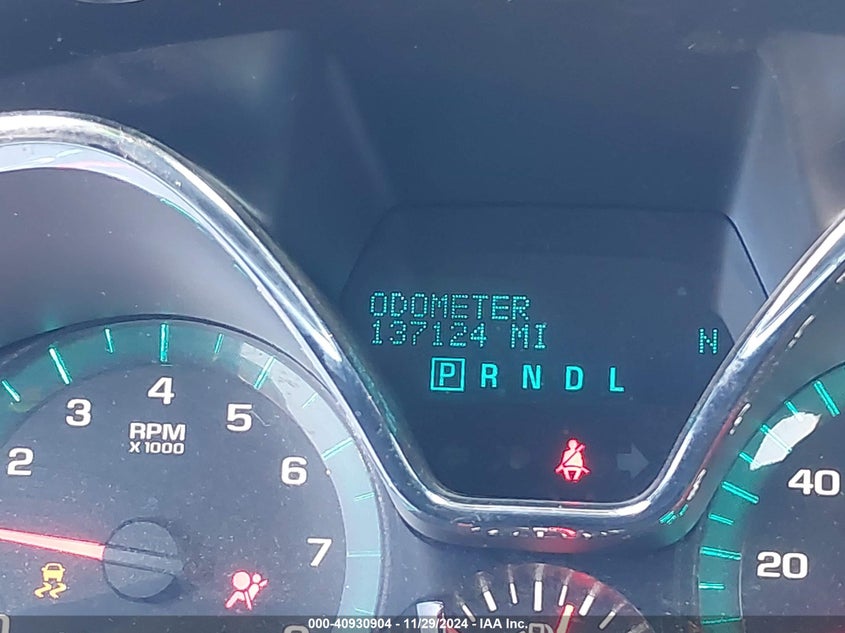 ODOMETER
137124 MI
N
P R N D L
2 3 4 5 6 7
RPM
X 1000
40
20
000-40930904 - 11/29/2024 - IAA Inc.